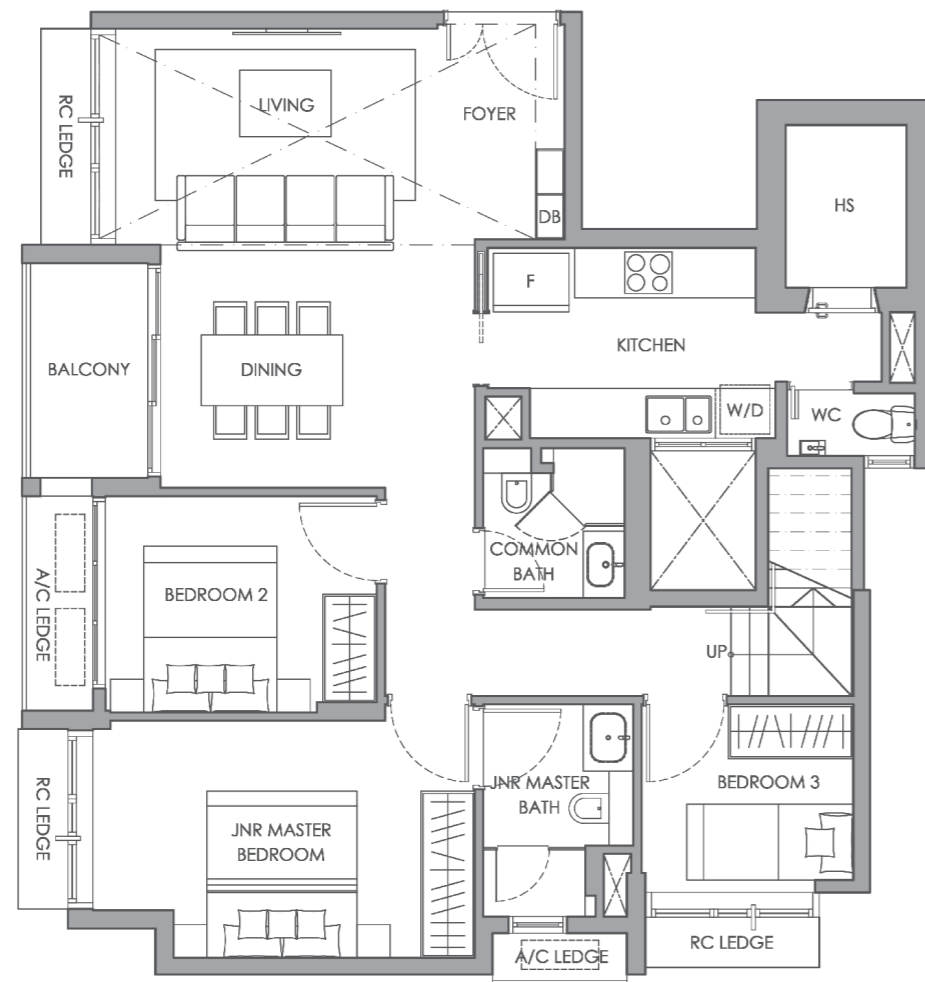 RC LEDGE
LIVING
FOYER
DB
HS
F
KITCHEN
BALCONY
DINING
W/D
WC
COMMON
BATH
A/C LEDGE
BEDROOM 2
UP
RC LEDGE
JNR MASTER
BEDROOM
JNR MASTER
BATH
BEDROOM 3
RC LEDGE
A/C LEDGE